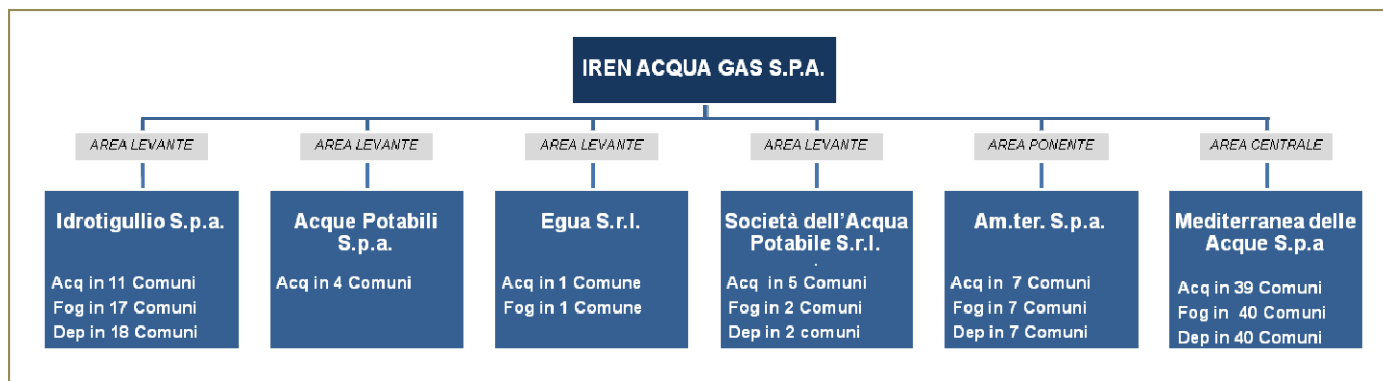 IREN ACQUA GAS S.P.A.
AREA LEVANTE
AREA LEVANTE
AREA LEVANTE
AREA LEVANTE
AREA PONENTE
AREA CENTRALE
Idrotigullio S.p.a.
Acq in 11 Comuni
Fog in 17 Comuni
Dep in 18 Comuni
Acque Potabili
S.p.a.
Acq in 4 Comuni
Egua S.r.l.
Acq in 1 Comune
Fog in 1 Comune
Società dell'Acqua
Potabile S.r.l.
.
Acq in 5 Comuni
Fog in 2 Comuni
Dep in 2 comuni
Am.ter. S.p.a.
Acq in 7 Comuni
Fog in 7 Comuni
Dep in 7 Comuni
Mediterranea delle
Acque S.p.a
Acq in 39 Comuni
Fog in 40 Comuni
Dep in 40 Comuni